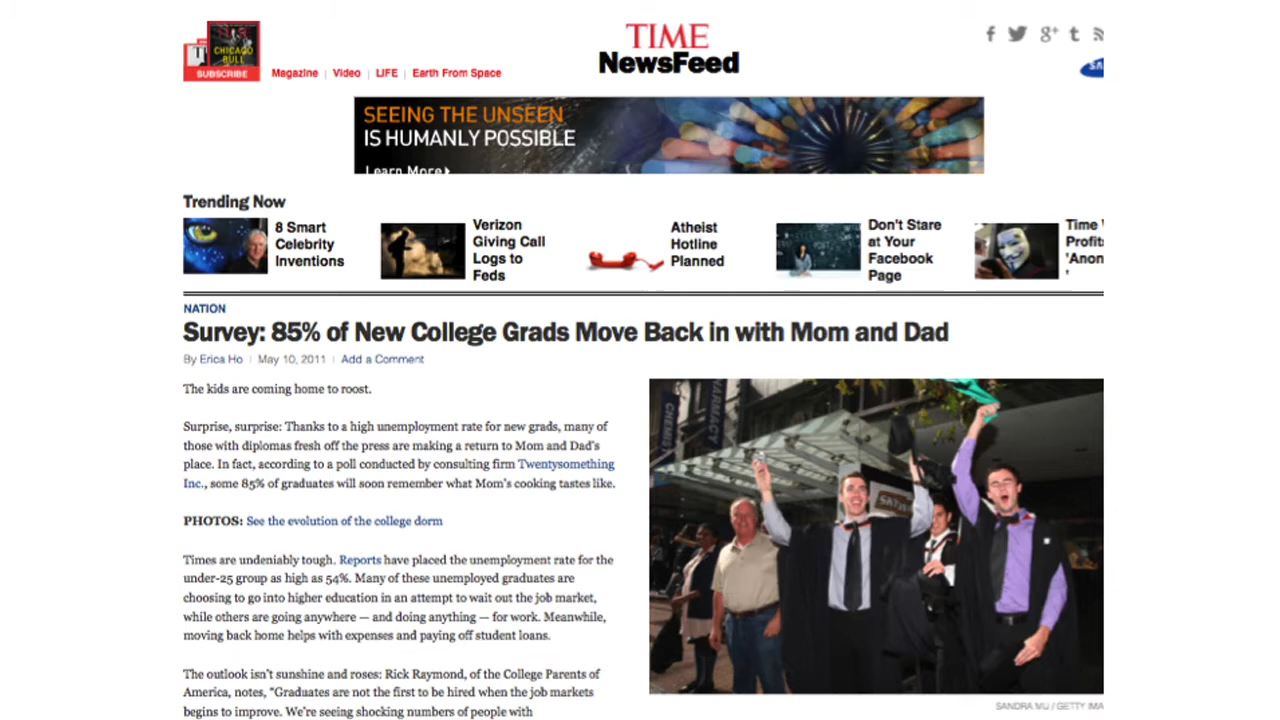 CHICAGO
BULL
SUBSCRIBE
Magazine | Video | LIFE | Earth From Space
TIME
NewsFeed
SEEING THE UNSEEN
IS HUMANLY POSSIBLE
Learn More
Trending Now
8 Smart
Celebrity
Inventions
Verizon
Giving Call
Logs to
Feds
Atheist
Hotline
Planned
Don't Stare
at Your
Facebook
Page
Time
Profit
'Anon
'
NATION
Survey: 85% of New College Grads Move Back in with Mom and Dad
By Erica Ho | May 10, 2011 | Add a Comment
The kids are coming home to roost.
Surprise, surprise: Thanks to a high unemployment rate for new grads, many of
those with diplomas fresh off the press are making a return to Mom and Dad's
place. In fact, according to a poll conducted by consulting firm Twentysomething
Inc., some 85% of graduates will soon remember what Mom's cooking tastes like.
PHOTOS: See the evolution of the college dorm
Times are undeniably tough. Reports have placed the unemployment rate for the
under-25 group as high as 54%. Many of these unemployed graduates are
choosing to go into higher education in an attempt to wait out the job market,
while others are going anywhere — and doing anything — for work. Meanwhile,
moving back home helps with expenses and paying off student loans.
The outlook isn't sunshine and roses: Rick Raymond, of the College Parents of
America, notes, "Graduates are not the first to be hired when the job markets
begins to improve. We're seeing shocking numbers of people with
CHEMIS
PHARMACY
SANDRA MU / GETTY IMA